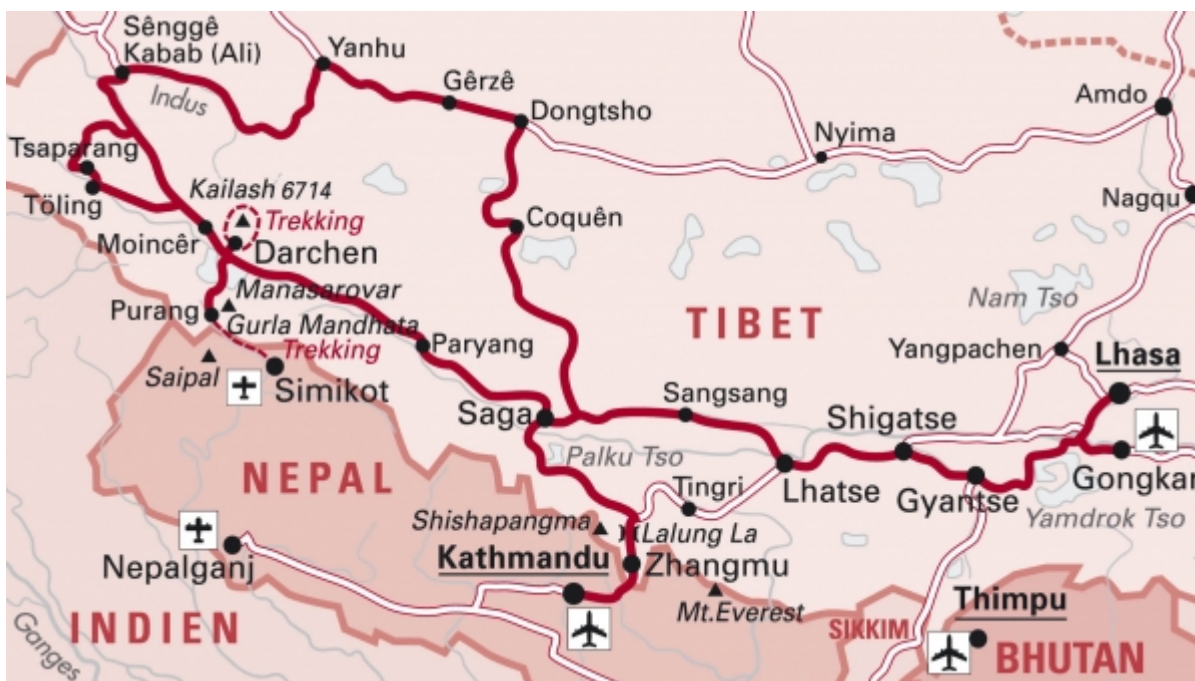 Sênggê
Kabab (Ali)
Yanhu
Gêrzê
Dongtsho
Amdo
Indus
Nyima
Tsaparang
Töling
Kailash 6714
Trekking
Nagqu
Moincêr
Darchen
Coquên
Manasarovar
Purang
Gurla Mandhata
Trekking
Nam Tso
TIBET
Paryang
Yangpachen
Lhasa
Saipal
Simikot
Saga
Sangsang
Shigatse
NEPAL
Palku Tso
Lhatse
Gyantse
Gongkar
Tingri
Yamdrok Tso
Shishapangma
Lalung La
Nepalganj
Kathmandu
Zhangmu
Mt.Everest
Thimpu
INDIEN
SIKKIM
BHUTAN
Ganges